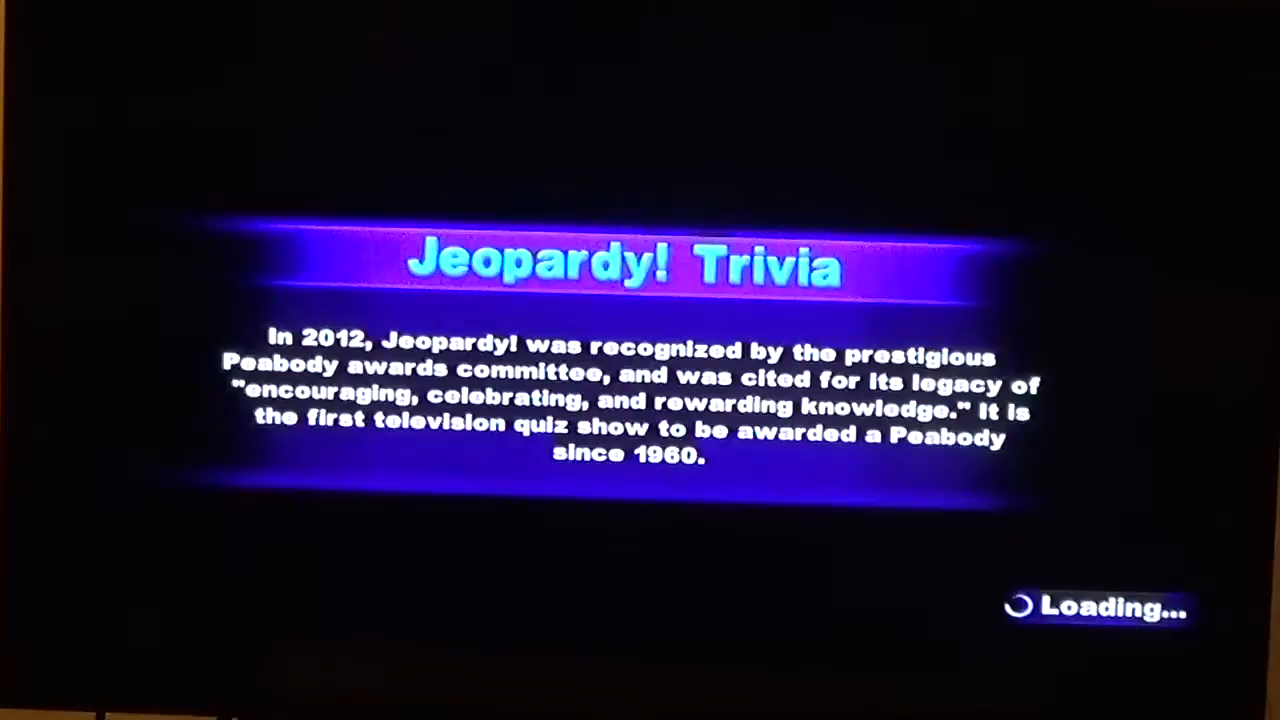 Jeopardy! Trivia
In 2012, Jeopardy! was recognized by the prestigious
Peabody awards committee, and was cited for its legacy of
"encouraging, celebrating, and rewarding knowledge." It is
the first television quiz show to be awarded a Peabody
since 1960.
Loading...